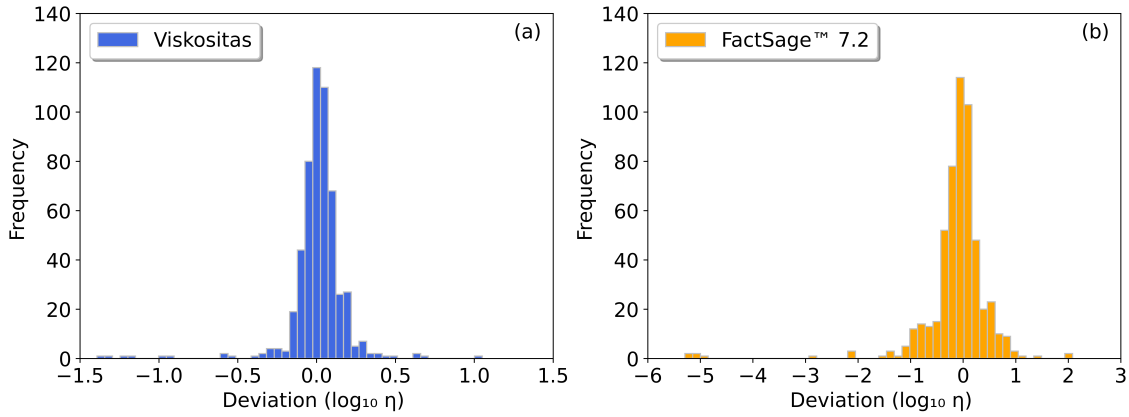 140
120
100
80
60
40
20
0
Frequency
Viskositas
(a)
−1.5 −1.0 −0.5 0.0 0.5 1.0 1.5
Deviation (log₁₀ η)
140
120
100
80
60
40
20
0
Frequency
FactSage™ 7.2
(b)
−6 −5 −4 −3 −2 −1 0 1 2 3
Deviation (log₁₀ η)